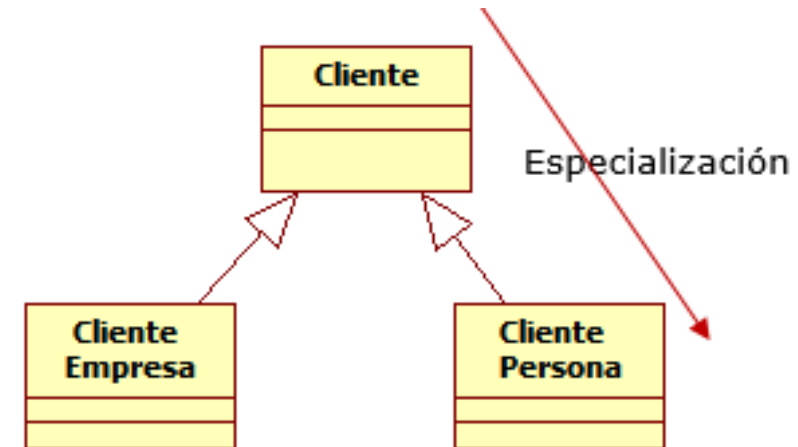 Cliente
Especialización
Cliente
Empresa
Cliente
Persona